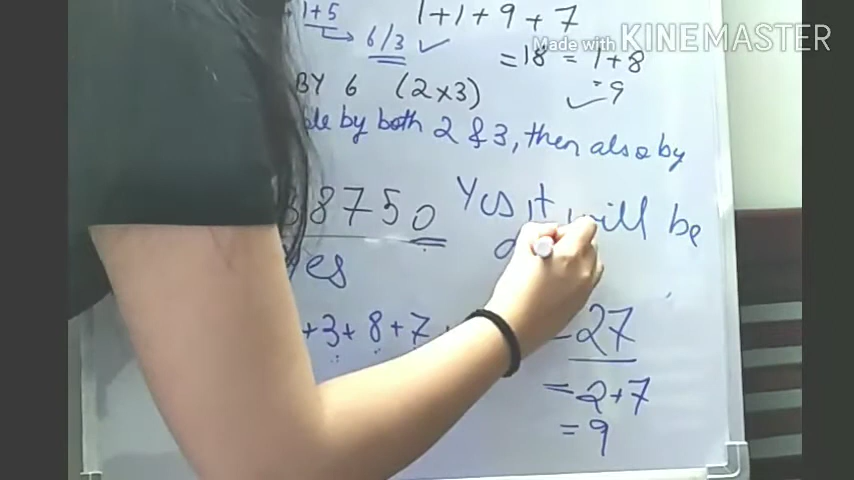 1+5
1+1+9+7
6/3 ✓
=18 = 1+8
=9
✓
Made with KINEMASTER
BY 6 (2x3)
by both 2 & 3, then also by
8750 Yes it will be
Yes
+3+8+7+
27
=2+7
=9